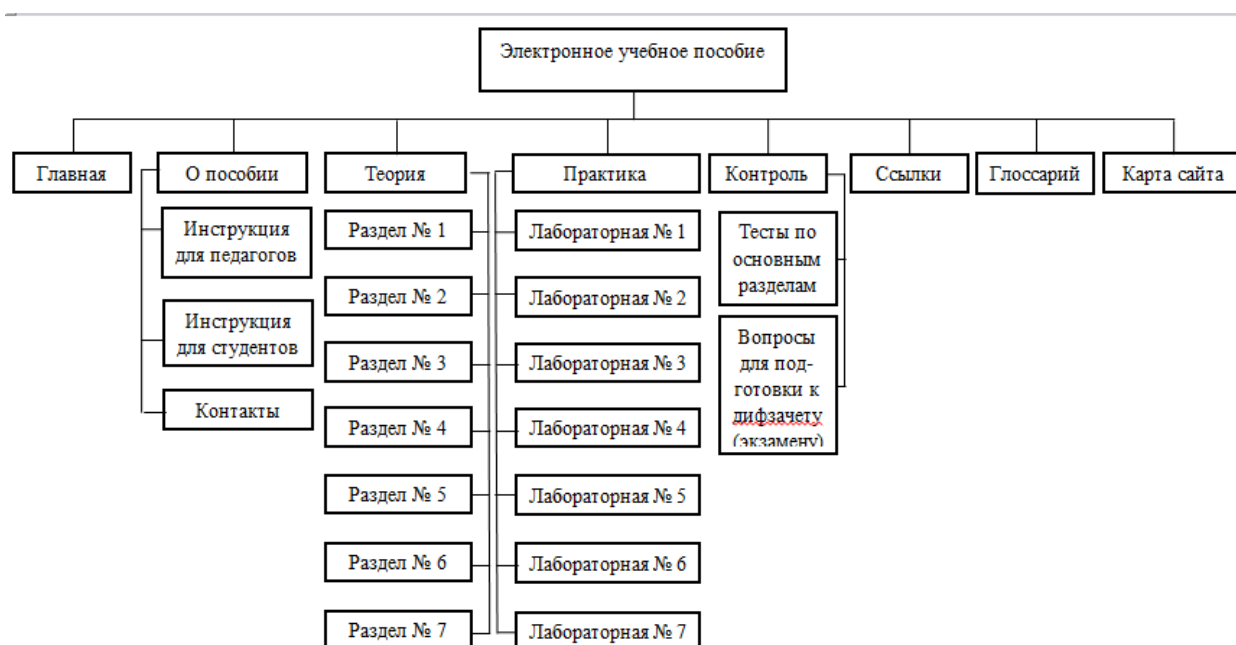 Электронное учебное пособие
Главная
О пособии
Теория
Практика
Контроль
Ссылки
Глоссарий
Карта сайта
Инструкция
для педагогов
Инструкция
для студентов
Контакты
Раздел № 1
Раздел № 2
Раздел № 3
Раздел № 4
Раздел № 5
Раздел № 6
Раздел № 7
Лабораторная № 1
Лабораторная № 2
Лабораторная № 3
Лабораторная № 4
Лабораторная № 5
Лабораторная № 6
Лабораторная № 7
Тесты по
основным
разделам
Вопросы
для под-
готовки к
дифзачету
(экзамену)